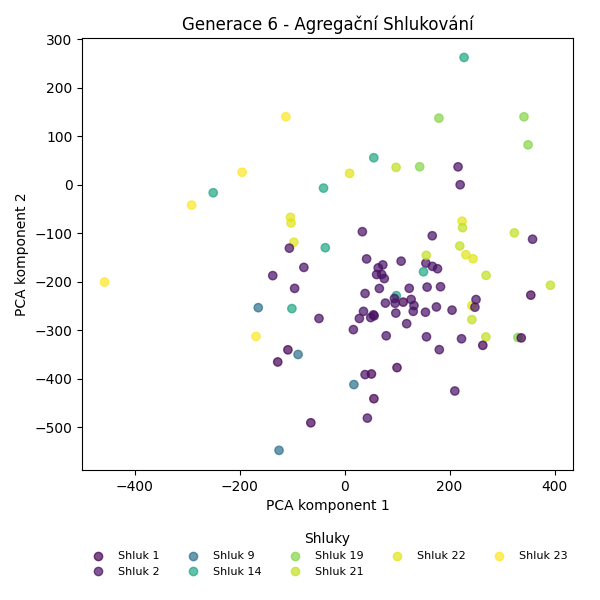 Generace 6 - Agregační Shlukování
300
200
100
0
−100
−200
−300
−400
−500
PCA komponent 2
−400 −200 0 200 400
PCA komponent 1
Shluky
Shluk 1 Shluk 9 Shluk 19 Shluk 22 Shluk 23
Shluk 2 Shluk 14 Shluk 21